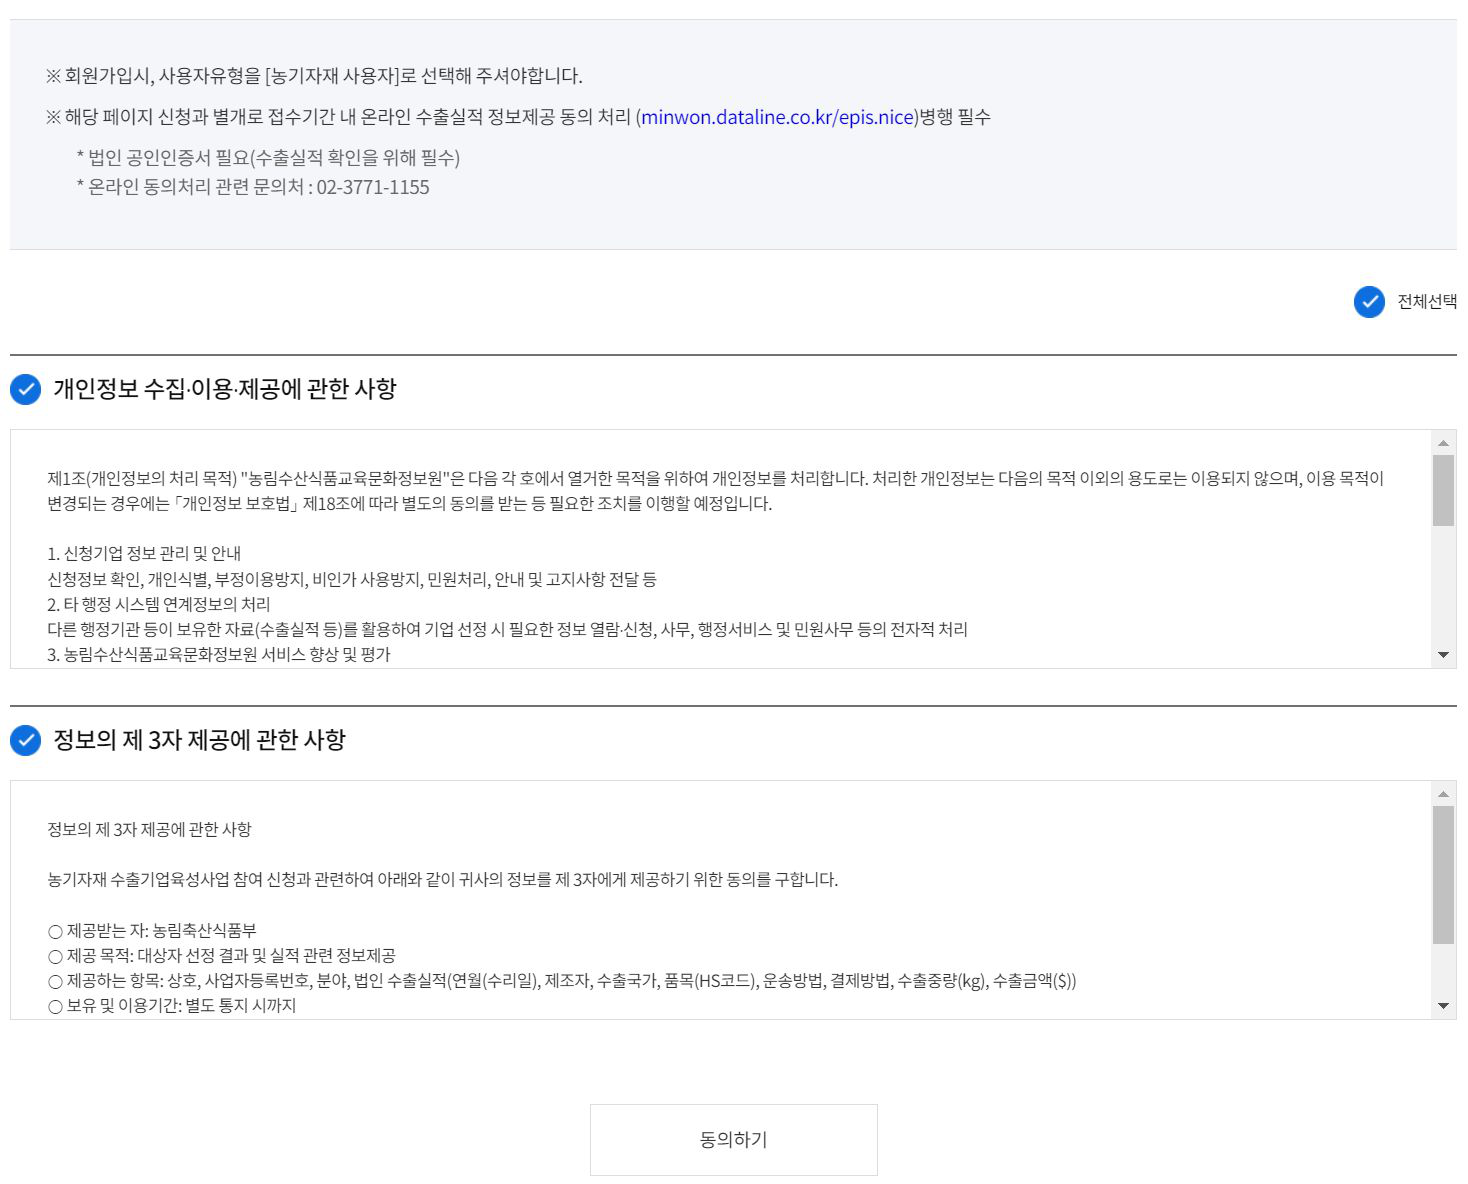 ※ 회원가입시, 사용자유형을 [농기자재 사용자]로 선택해 주셔야합니다.
※ 해당 페이지 신청과 별개로 접수기간 내 온라인 수출실적 정보제공 동의 처리 (minwon.dataline.co.kr/epis.nice)병행 필수
* 법인 공인인증서 필요(수출실적 확인을 위해 필수)
* 온라인 동의처리 관련 문의처 : 02-3771-1155
전체선택
개인정보 수집·이용·제공에 관한 사항
제1조(개인정보의 처리 목적) "농림수산식품교육문화정보원"은 다음 각 호에서 열거한 목적을 위하여 개인정보를 처리합니다. 처리한 개인정보는 다음의 목적 이외의 용도로는 이용되지 않으며, 이용 목적이
변경되는 경우에는 「개인정보 보호법」 제18조에 따라 별도의 동의를 받는 등 필요한 조치를 이행할 예정입니다.
1. 신청기업 정보 관리 및 안내
신청정보 확인, 개인식별, 부정이용방지, 비인가 사용방지, 민원처리, 안내 및 고지사항 전달 등
2. 타 행정 시스템 연계정보의 처리
다른 행정기관 등이 보유한 자료(수출실적 등)를 활용하여 기업 선정 시 필요한 정보 열람·신청, 사무, 행정서비스 및 민원사무 등의 전자적 처리
3. 농림수산식품교육문화정보원 서비스 향상 및 평가
정보의 제 3자 제공에 관한 사항
정보의 제 3자 제공에 관한 사항
농기자재 수출기업육성사업 참여 신청과 관련하여 아래와 같이 귀사의 정보를 제 3자에게 제공하기 위한 동의를 구합니다.
○ 제공받는 자: 농림축산식품부
○ 제공 목적: 대상자 선정 결과 및 실적 관련 정보제공
○ 제공하는 항목: 상호, 사업자등록번호, 분야, 법인 수출실적(연월(수리일), 제조자, 수출국가, 품목(HS코드), 운송방법, 결제방법, 수출중량(kg), 수출금액($))
○ 보유 및 이용기간: 별도 통지 시까지
동의하기